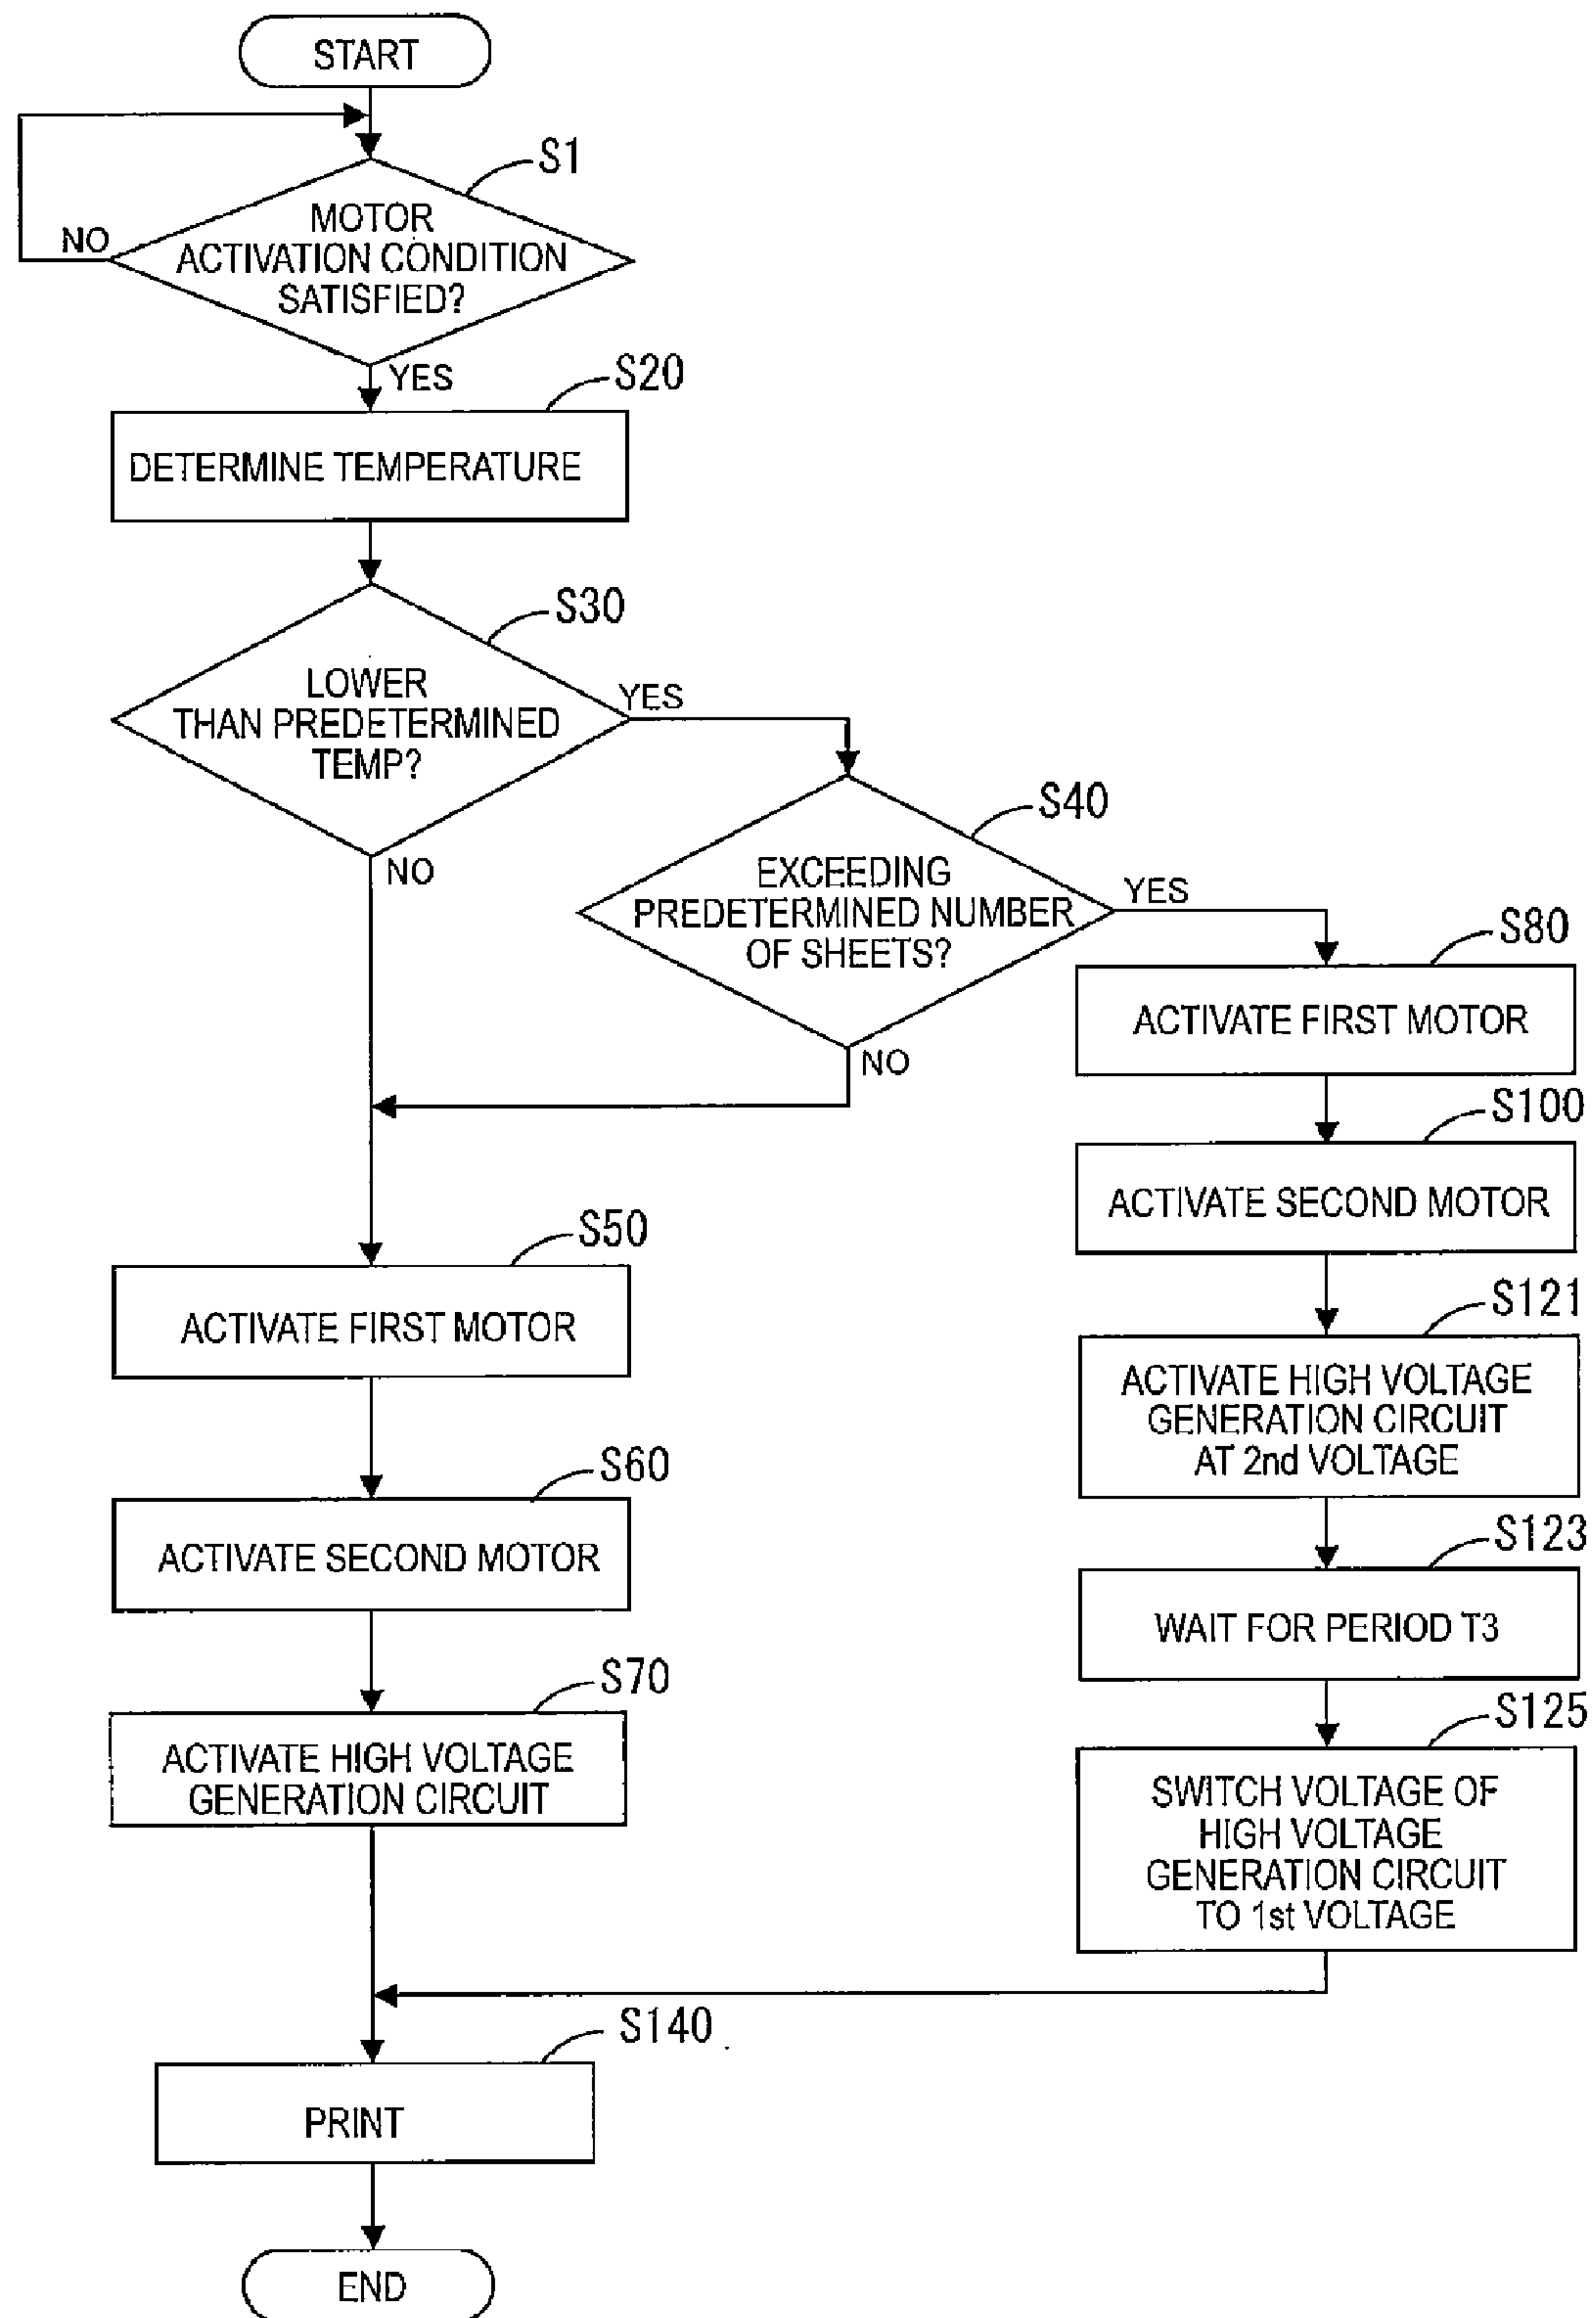 START
S1
MOTOR
ACTIVATION CONDITION
SATISFIED?
NO
YES
S20
DETERMINE TEMPERATURE
S30
LOWER
THAN PREDETERMINED
TEMP?
YES
NO
S40
EXCEEDING
PREDETERMINED NUMBER
OF SHEETS?
YES
NO
S80
ACTIVATE FIRST MOTOR
S100
ACTIVATE SECOND MOTOR
S121
ACTIVATE HIGH VOLTAGE
GENERATION CIRCUIT
AT 2nd VOLTAGE
S123
WAIT FOR PERIOD T3
S125
SWITCH VOLTAGE OF
HIGH VOLTAGE
GENERATION CIRCUIT
TO 1st VOLTAGE
S50
ACTIVATE FIRST MOTOR
S60
ACTIVATE SECOND MOTOR
S70
ACTIVATE HIGH VOLTAGE
GENERATION CIRCUIT
S140
PRINT
END